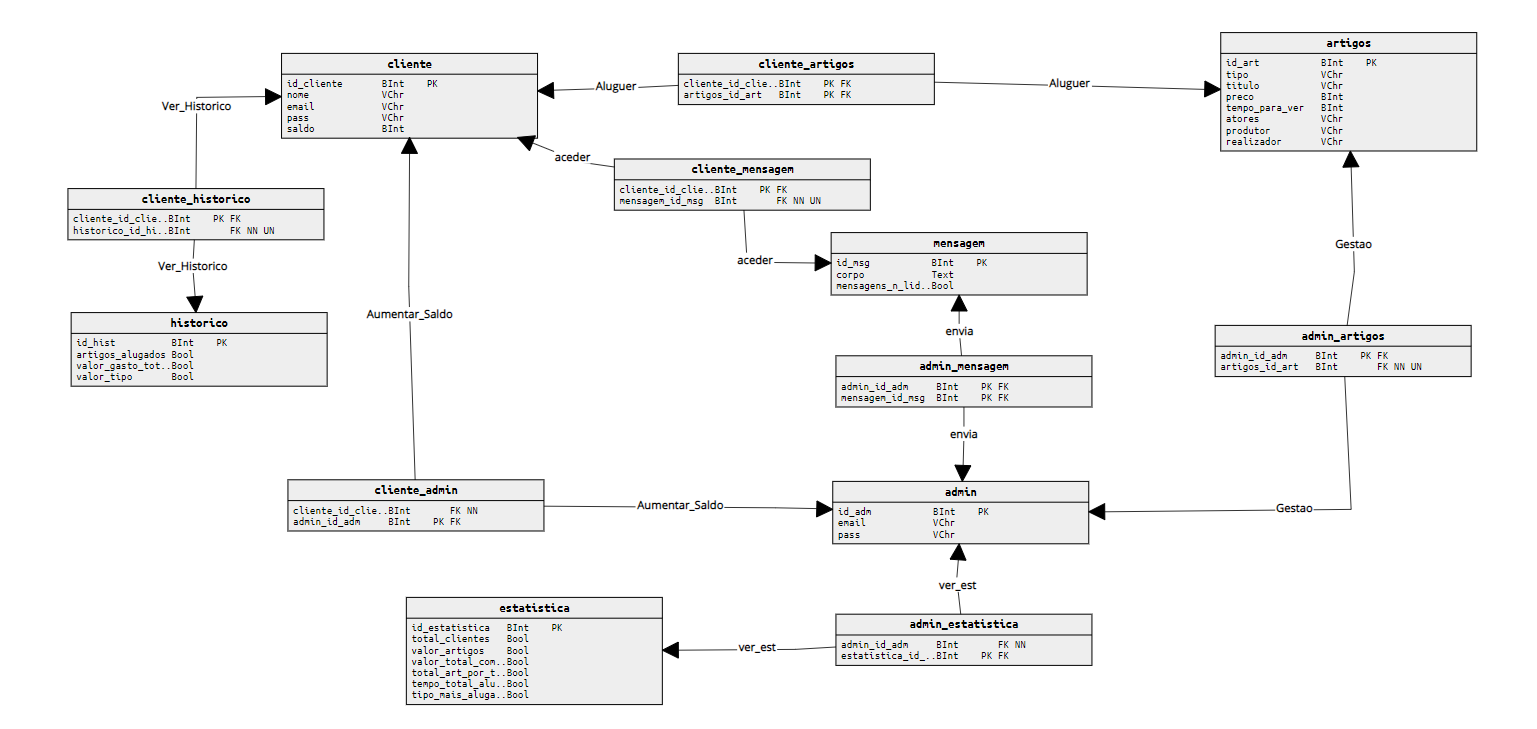 artigos
id_art BInt PK
tipo VChr
titulo VChr
preco BInt
tempo_para_ver BInt
atores VChr
produtor VChr
realizador VChr
cliente
id_cliente BInt PK
nome VChr
email VChr
pass VChr
saldo BInt
cliente_artigos
cliente_id_clie..BInt PK FK
artigos_id_art BInt PK FK
Aluguer
Aluguer
Ver_Historico
aceder
cliente_mensagem
cliente_id_clie..BInt PK FK
mensagem_id_msg BInt FK NN UN
cliente_historico
cliente_id_clie..BInt PK FK
historico_id_hi..BInt FK NN UN
mensagem
id_msg BInt PK
corpo Text
mensagens_n_lid..Bool
Gestao
aceder
Ver_Historico
historico
id_hist BInt PK
artigos_alugados Bool
valor_gasto_tot..Bool
valor_tipo Bool
Aumentar_Saldo
envia
admin_artigos
admin_id_adm BInt PK FK
artigos_id_art BInt FK NN UN
admin_mensagem
admin_id_adm BInt PK FK
mensagem_id_msg BInt PK FK
envia
cliente_admin
cliente_id_clie..BInt FK NN
admin_id_adm BInt PK FK
Aumentar_Saldo
admin
id_adm BInt PK
email VChr
pass VChr
Gestao
ver_est
estatistica
id_estatistica BInt PK
total_clientes Bool
valor_artigos Bool
valor_total_com..Bool
total_art_por_t..Bool
tempo_total_alu..Bool
tipo_mais_aluga..Bool
ver_est
admin_estatistica
admin_id_adm BInt FK NN
estatistica_id_..BInt PK FK